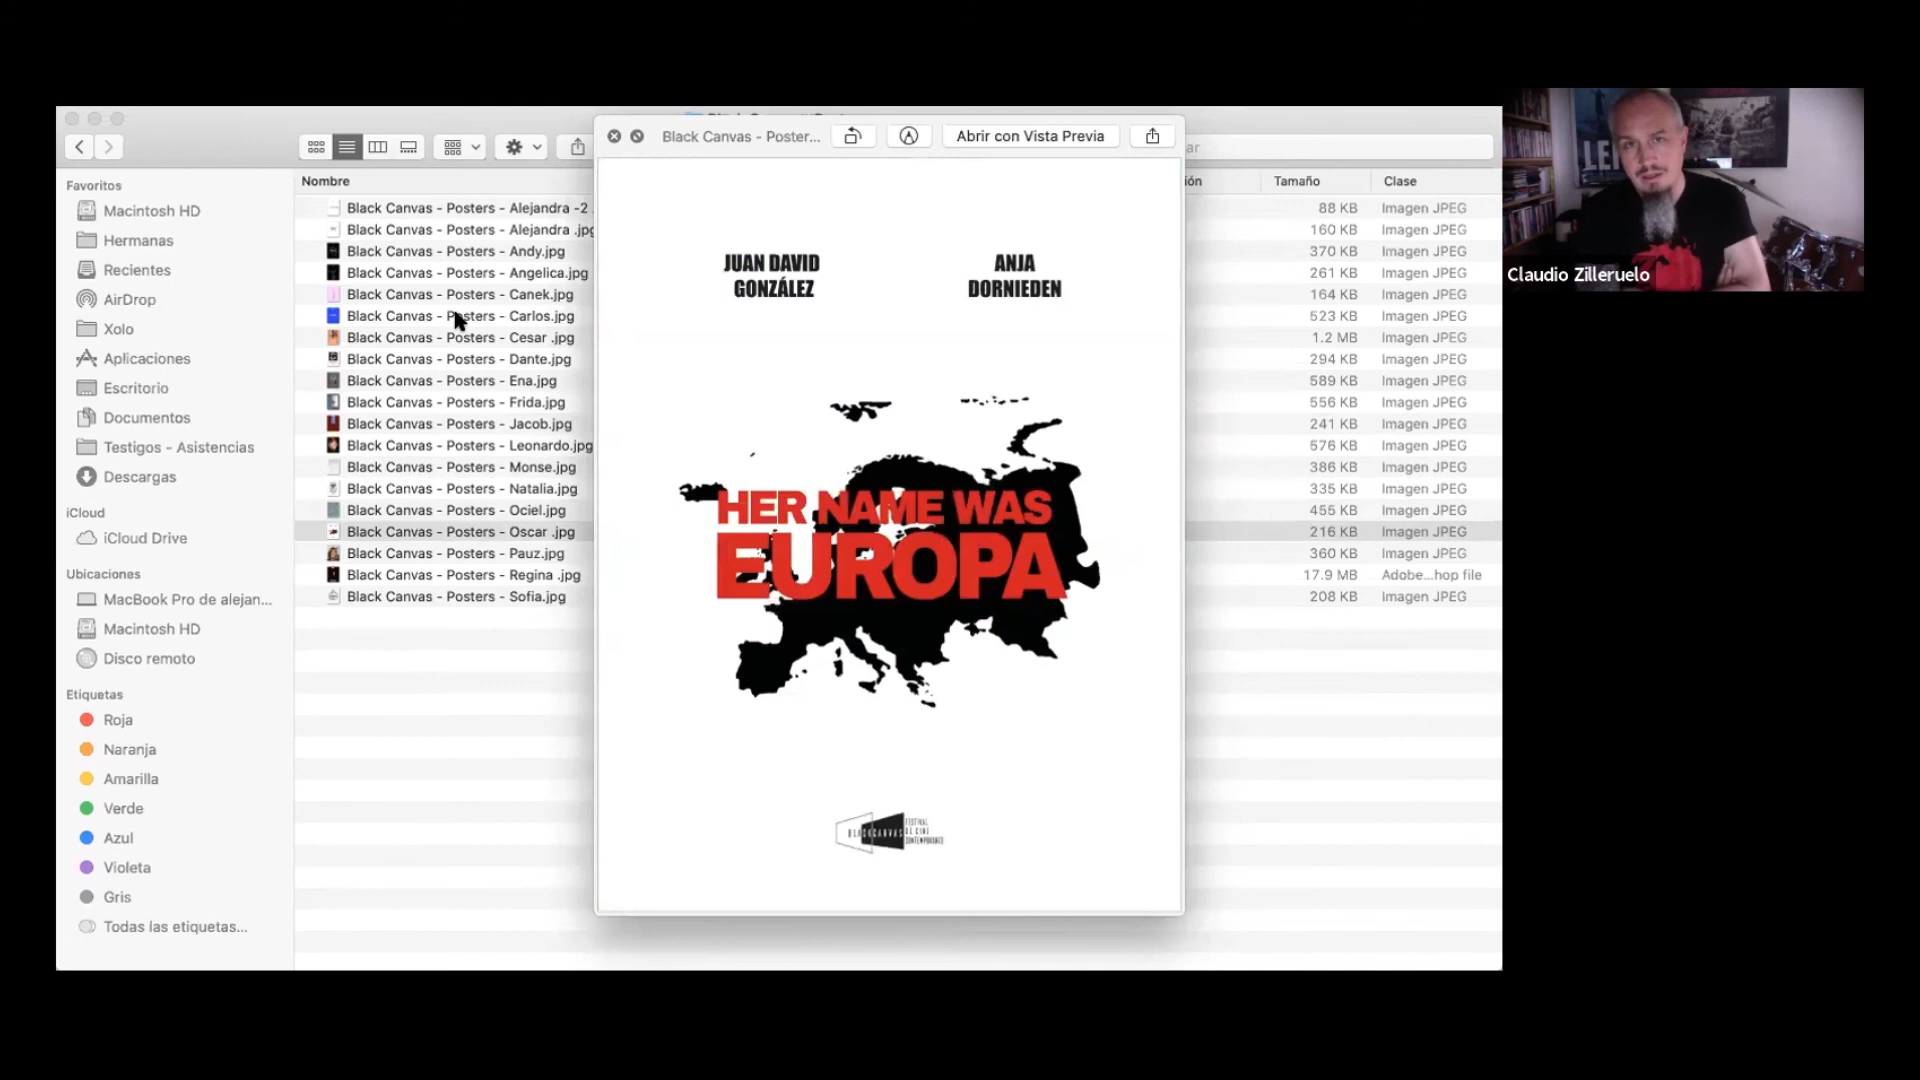 Black Canvas - Poster...
Abrir con Vista Previa
ar
Favoritos
Macintosh HD
Hermanas
Recientes
AirDrop
Xolo
Aplicaciones
Escritorio
Documentos
Testigos - Asistencias
Descargas
iCloud
iCloud Drive
Ubicaciones
MacBook Pro de alejan...
Macintosh HD
Disco remoto
Etiquetas
Roja
Naranja
Amarilla
Verde
Azul
Violeta
Gris
Todas las etiquetas...
Nombre
ión
Tamaño
Clase
Black Canvas - Posters - Alejandra -2
88 KB
Imagen JPEG
Black Canvas - Posters - Alejandra .jpg
160 KB
Imagen JPEG
Black Canvas - Posters - Andy.jpg
370 KB
Imagen JPEG
Black Canvas - Posters - Angelica.jpg
261 KB
Imagen JPEG
Black Canvas - Posters - Canek.jpg
164 KB
Imagen JPEG
Black Canvas - Posters - Carlos.jpg
523 KB
Imagen JPEG
Black Canvas - Posters - Cesar .jpg
1.2 MB
Imagen JPEG
Black Canvas - Posters - Dante.jpg
294 KB
Imagen JPEG
Black Canvas - Posters - Ena.jpg
589 KB
Imagen JPEG
Black Canvas - Posters - Frida.jpg
556 KB
Imagen JPEG
Black Canvas - Posters - Jacob.jpg
241 KB
Imagen JPEG
Black Canvas - Posters - Leonardo.jpg
576 KB
Imagen JPEG
Black Canvas - Posters - Monse.jpg
386 KB
Imagen JPEG
Black Canvas - Posters - Natalia.jpg
335 KB
Imagen JPEG
Black Canvas - Posters - Ociel.jpg
455 KB
Imagen JPEG
Black Canvas - Posters - Oscar .jpg
216 KB
Imagen JPEG
Black Canvas - Posters - Pauz.jpg
360 KB
Imagen JPEG
Black Canvas - Posters - Regina .jpg
17.9 MB
Adobe...hop file
Black Canvas - Posters - Sofia.jpg
208 KB
Imagen JPEG
JUAN DAVID
GONZÁLEZ
ANJA
DORNIEDEN
HER NAME WAS
EUROPA
BLACKCANVAS
FESTIVAL
DE CINE
CONTEMPORÁNEO
LE
Claudio Zilleruelo